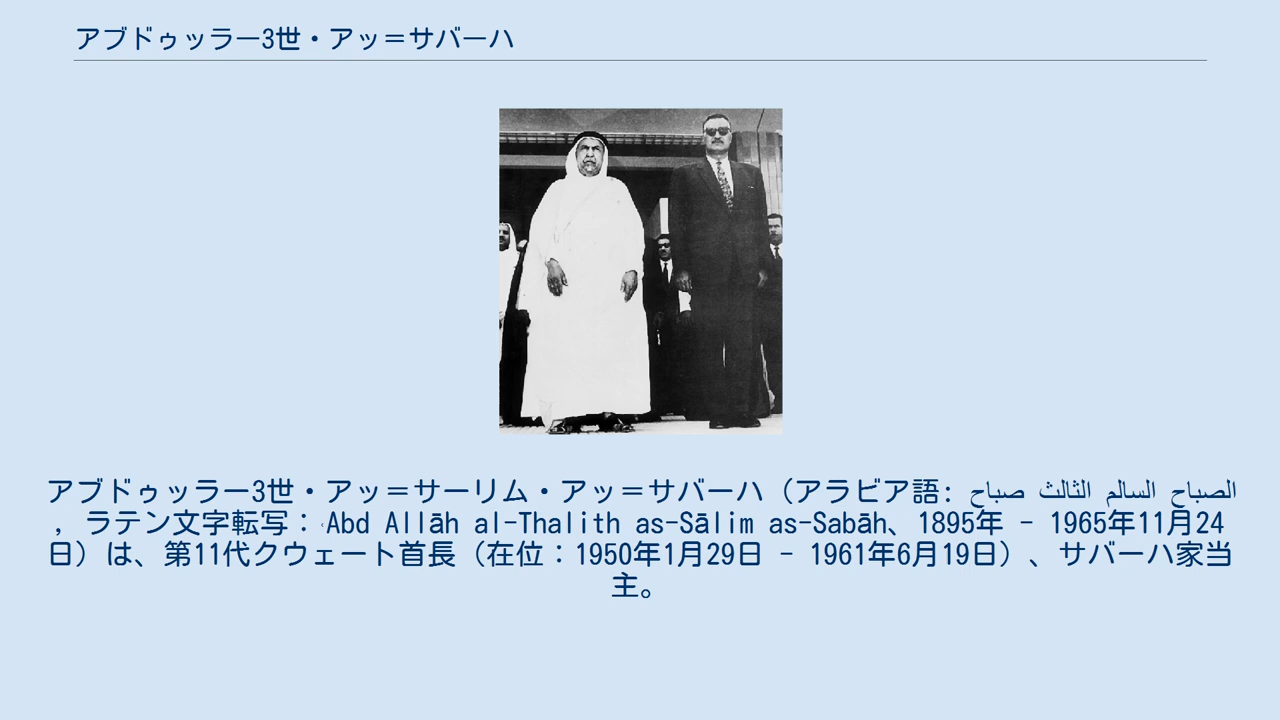 アブドゥッラー3世・アッ＝サバーハ
アブドゥッラー3世・アッ＝サーリム・アッ＝サバーハ（アラビア語: صباح الثالث السالم الصباح
, ラテン文字転写：ʿAbd Allāh al-Thalith as-Sālim as-Sabāh、1895年 - 1965年11月24
日）は、第11代クウェート首長（在位：1950年1月29日 - 1961年6月19日）、サバーハ家当
主。